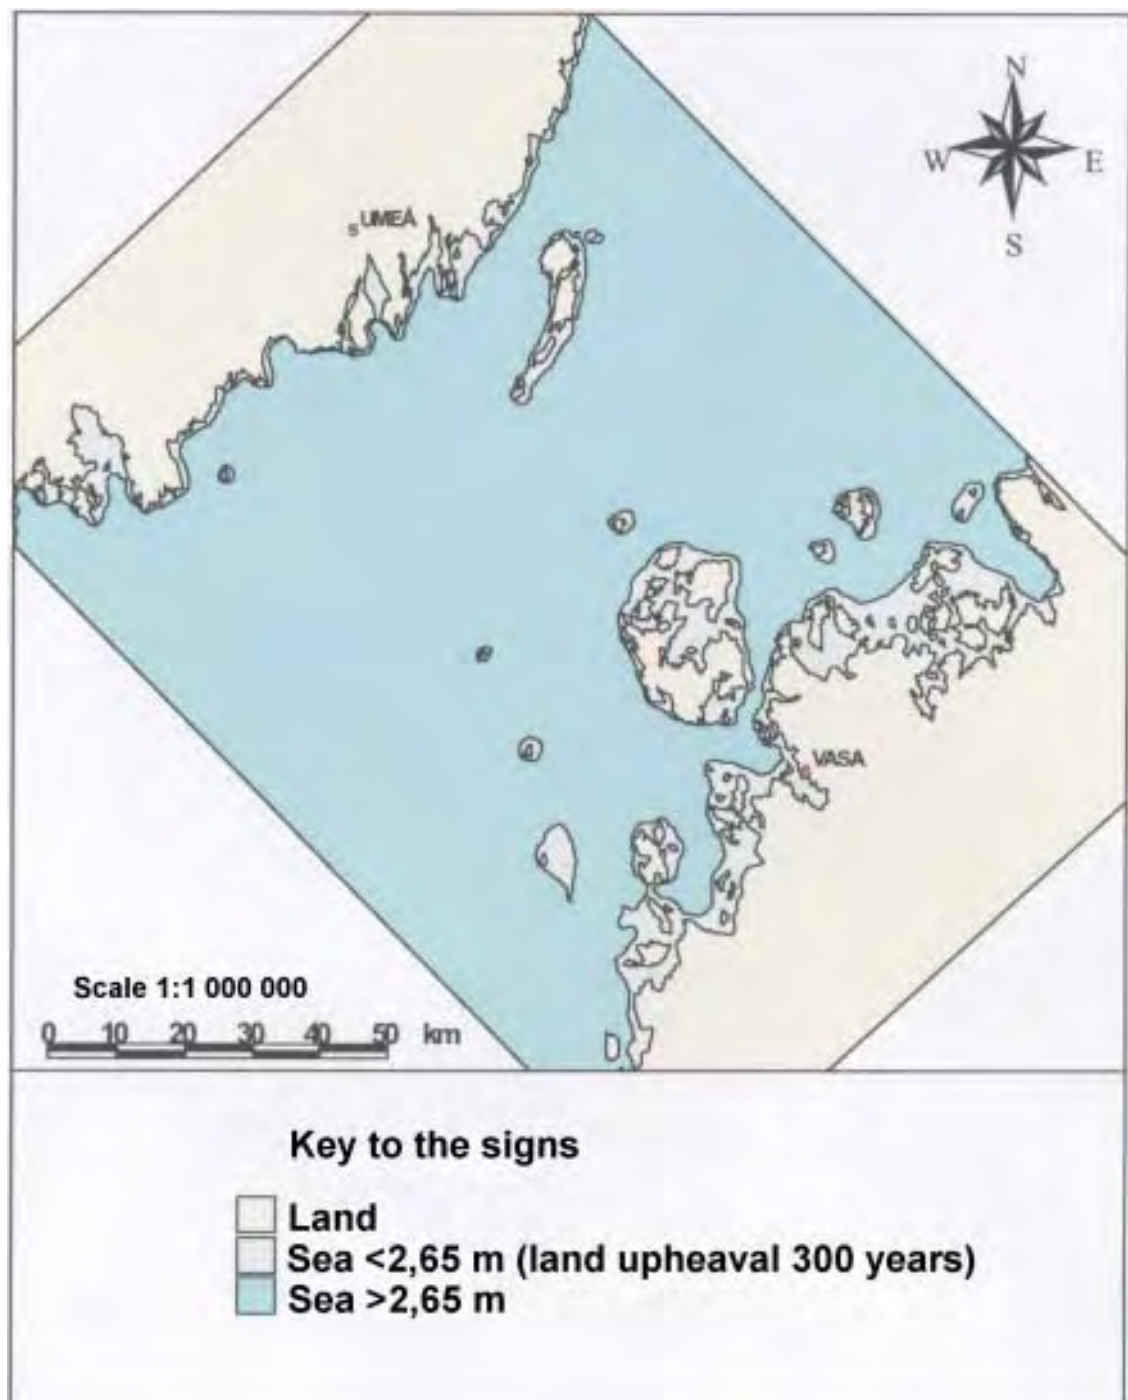 N
W E
S
UMEÅ
VASA
Scale 1:1 000 000
0 10 20 30 40 50 km
Key to the signs
Land
Sea <2,65 m (land upheaval 300 years)
Sea >2,65 m